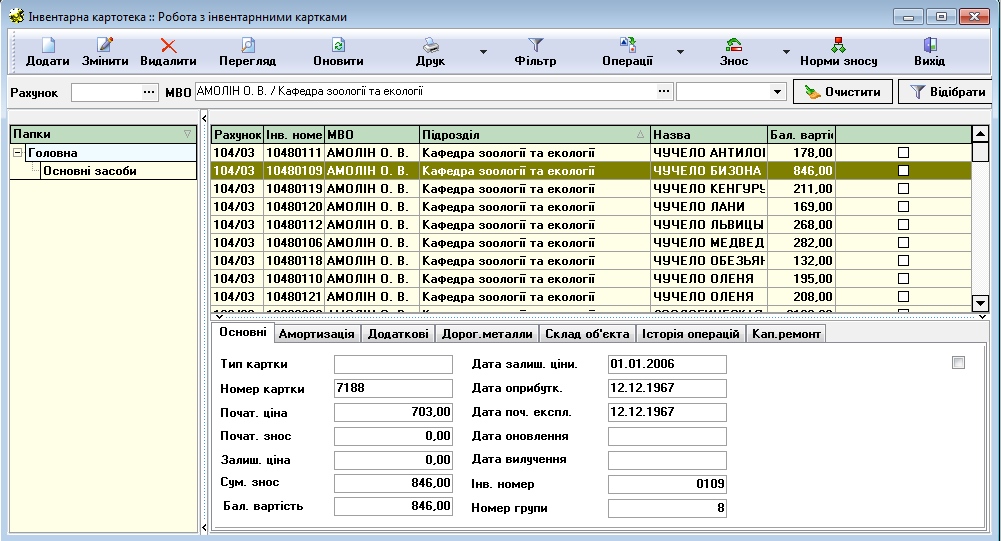 Інвентарна картотека :: Робота з інвентарнними картками
Додати Змінити Видалити Перегляд Оновити Друк Фільтр Операції Знос Норми зносу Вихід
Рахунок ... МВО АМОЛІН О. В. / Кафедра зоології та екології ... Очистити Відібрати
Папки
Головна
Основні засоби
Рахунок Інв. номе МВО Підрозділ Назва Бал. варті
104/03 10480111 АМОЛІН О. В. Кафедра зоології та екології ЧУЧЕЛО АНТИЛОІ 178,00
104/03 10480109 АМОЛІН О. В. Кафедра зоології та екології ЧУЧЕЛО БИЗОНА 846,00
104/03 10480119 АМОЛІН О. В. Кафедра зоології та екології ЧУЧЕЛО КЕНГУРУ 211,00
104/03 10480120 АМОЛІН О. В. Кафедра зоології та екології ЧУЧЕЛО ЛАНИ 169,00
104/03 10480112 АМОЛІН О. В. Кафедра зоології та екології ЧУЧЕЛО ЛЬВИЦЫ 268,00
104/03 10480106 АМОЛІН О. В. Кафедра зоології та екології ЧУЧЕЛО МЕДВЕД 282,00
104/03 10480118 АМОЛІН О. В. Кафедра зоології та екології ЧУЧЕЛО ОБЕЗЬЯН 132,00
104/03 10480110 АМОЛІН О. В. Кафедра зоології та екології ЧУЧЕЛО ОЛЕНЯ 195,00
104/03 10480121 АМОЛІН О. В. Кафедра зоології та екології ЧУЧЕЛО ОЛЕНЯ 208,00
Основні Амортизація Додаткові Дорог.металли Склад об'єкта Історія операцій Кап.ремонт
Тип картки Дата залиш. ціни. 01.01.2006
Номер картки 7188 Дата оприбутк. 12.12.1967
Почат. ціна 703,00 Дата поч. експл. 12.12.1967
Почат. знос 0,00 Дата оновлення
Залиш. ціна 0,00 Дата вилучення
Сум. знос 846,00 Інв. номер 0109
Бал. вартість 846,00 Номер групи 8